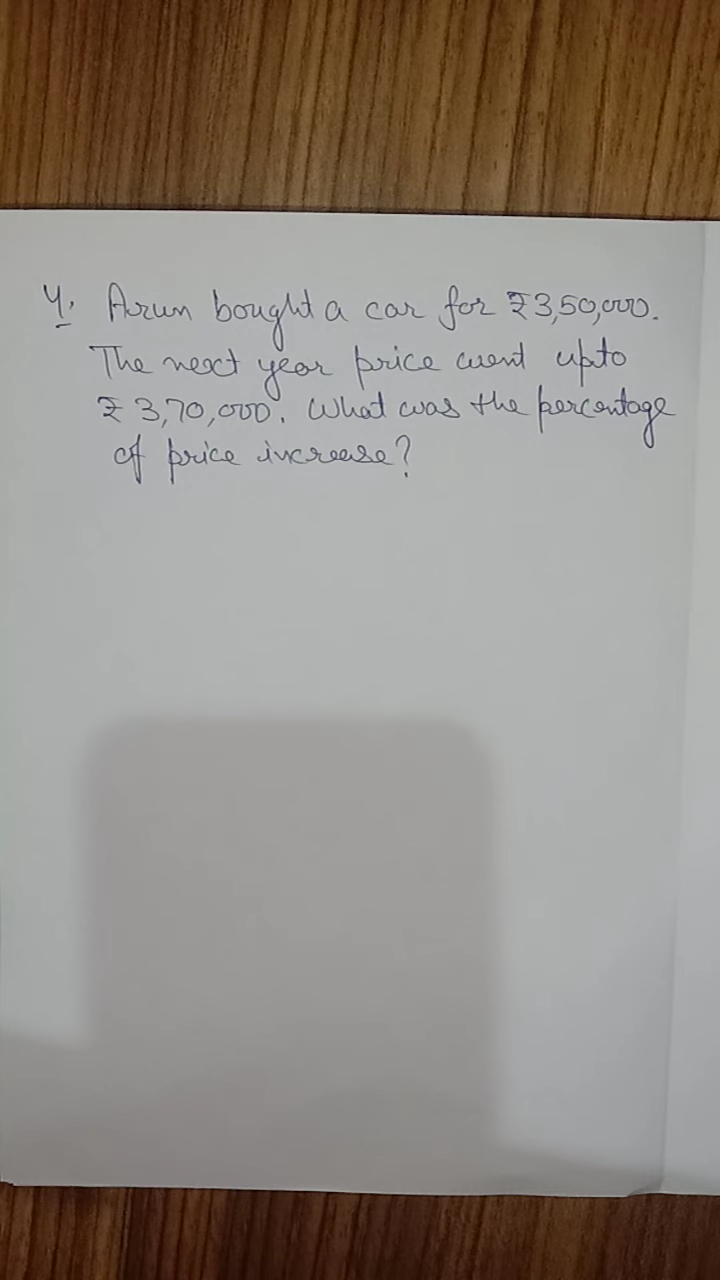 4. Arun bought a car for ₹3,50,000.
The next year price went upto
₹ 3,70,000. What was the percentage
of price increase?